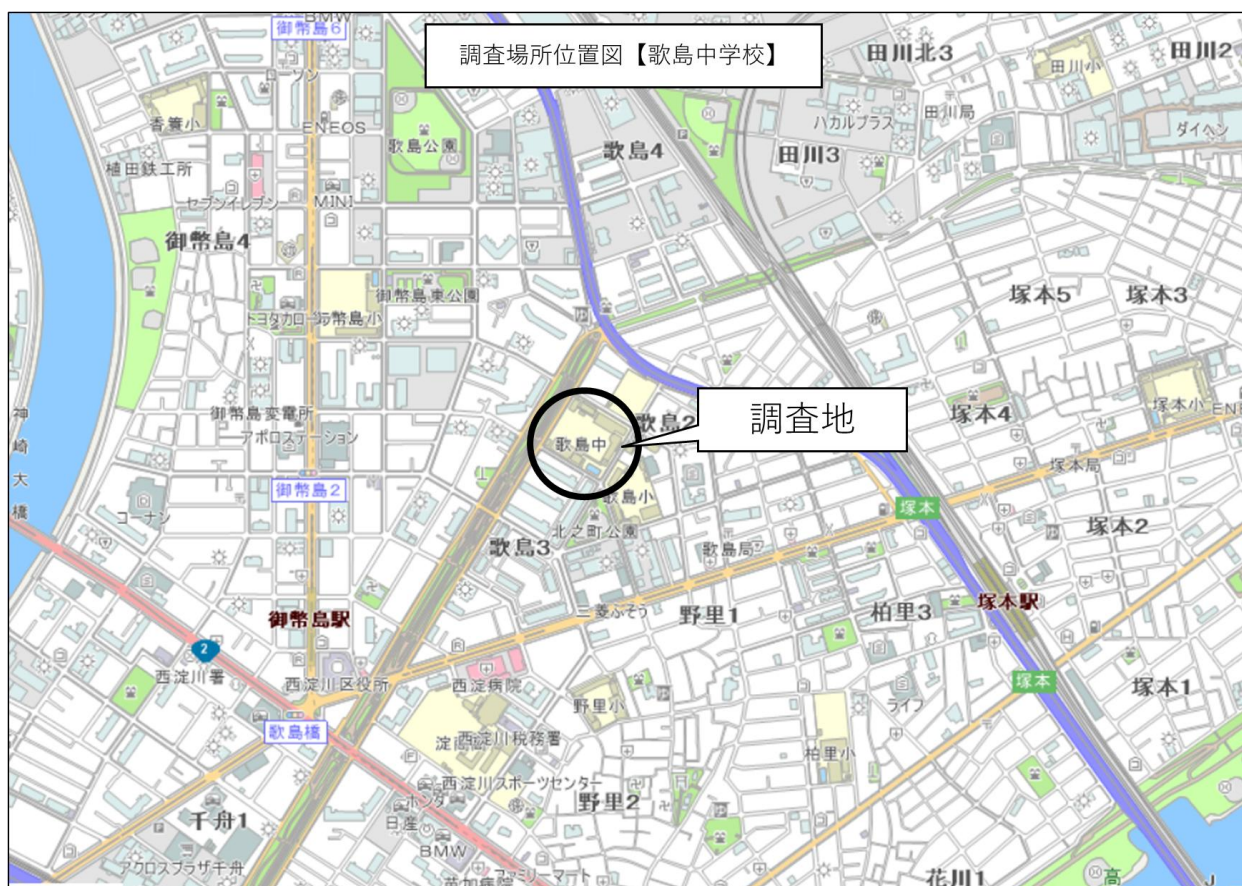 BMW
御幣島6
ローソン
調査場所位置図【歌島中学校】
田川北3
田川小
田川2
香簑小
ENEOS
歌島公園
歌島4
ハカルプラス
田川局
ダイヘン
田川3
植田鉄工所
セブンイレブン
MINI
御幣島4
御幣島東公園
塚本5
塚本3
トヨタカローラ
御幣島小
神崎大橋
御幣島変電所
アポロステーション
歌島中
歌島2
調査地
塚本4
塚本小
塚本局
御幣島2
コーナン
歌島小
塚本
北之町公園
歌島3
歌島局
塚本2
三菱ふそう
野里1
柏里3
塚本駅
御幣島駅
2
西淀川署
西淀川区役所
西淀病院
塚本
塚本1
野里小
ライフ
歌島橋
西淀川税務署
柏里小
西淀川スポーツセンター
ホンダ
野里2
千舟1
日産
BMW
アクロスプラザ千舟
ファミリーマート
花川1
高
J